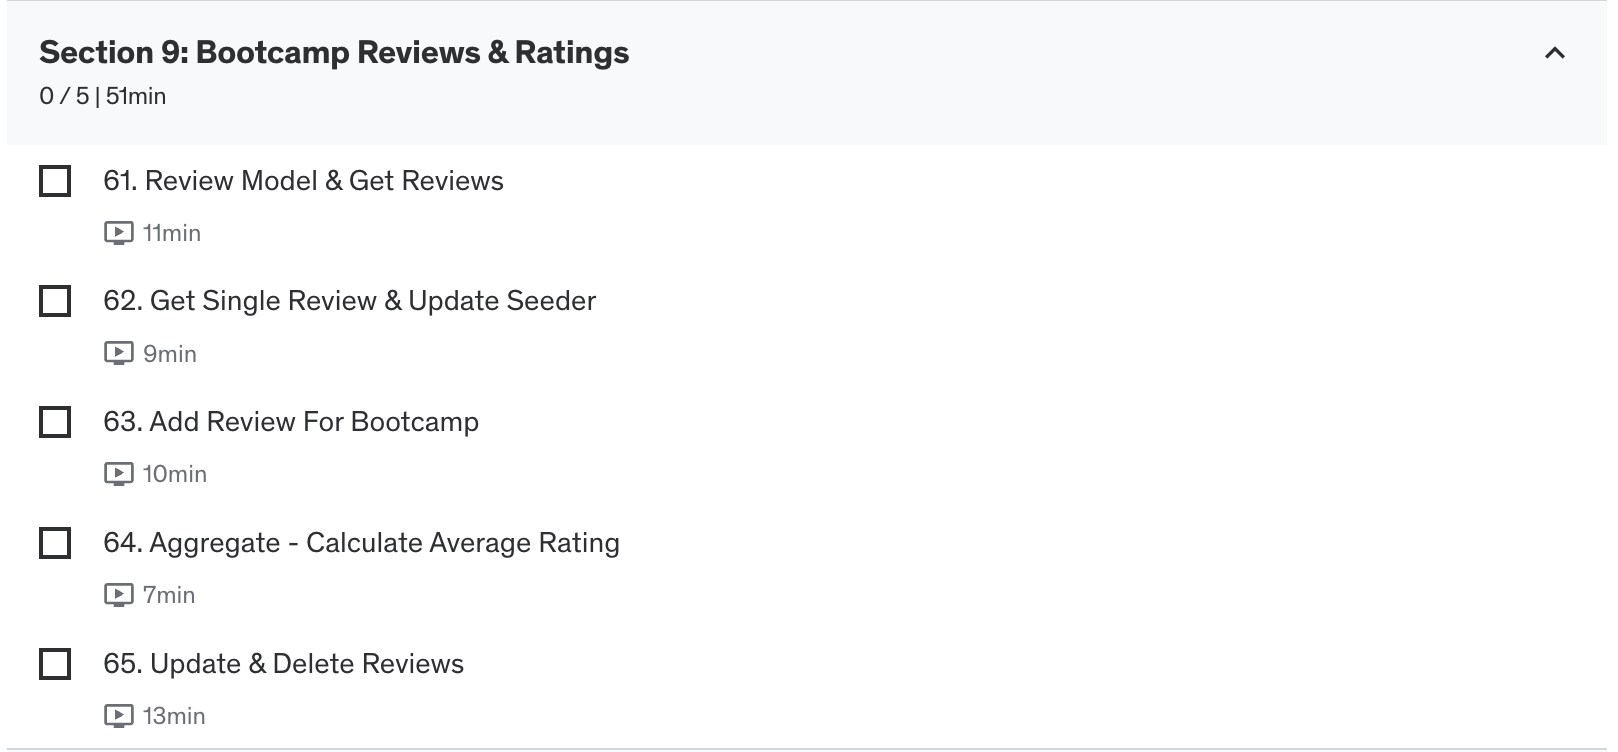 Section 9: Bootcamp Reviews & Ratings
0 / 5 | 51min
61. Review Model & Get Reviews
11min
62. Get Single Review & Update Seeder
9min
63. Add Review For Bootcamp
10min
64. Aggregate - Calculate Average Rating
7min
65. Update & Delete Reviews
13min